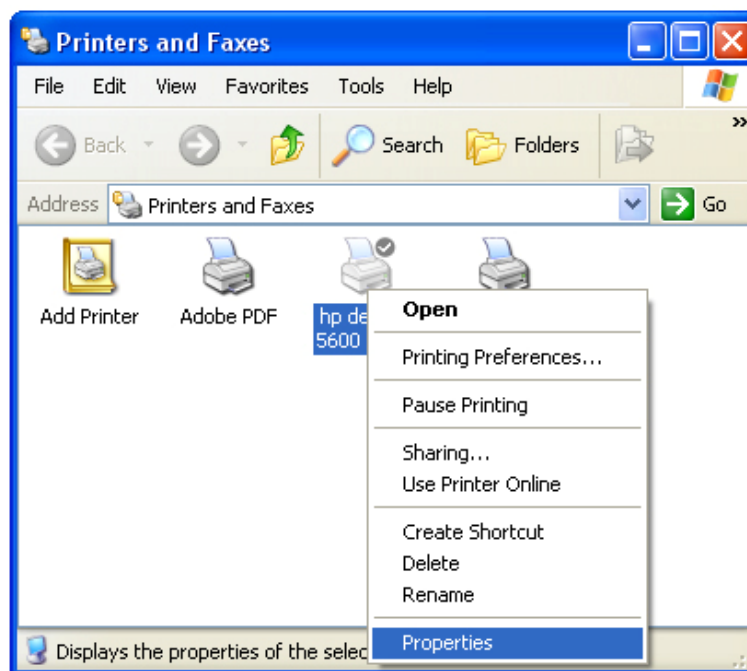 Printers and Faxes
File Edit View Favorites Tools Help
Back Search Folders »
Address Printers and Faxes Go
Add Printer
Adobe PDF
hp de
5600
Open
Printing Preferences...
Pause Printing
Sharing...
Use Printer Online
Create Shortcut
Delete
Rename
Properties
Displays the properties of the selec